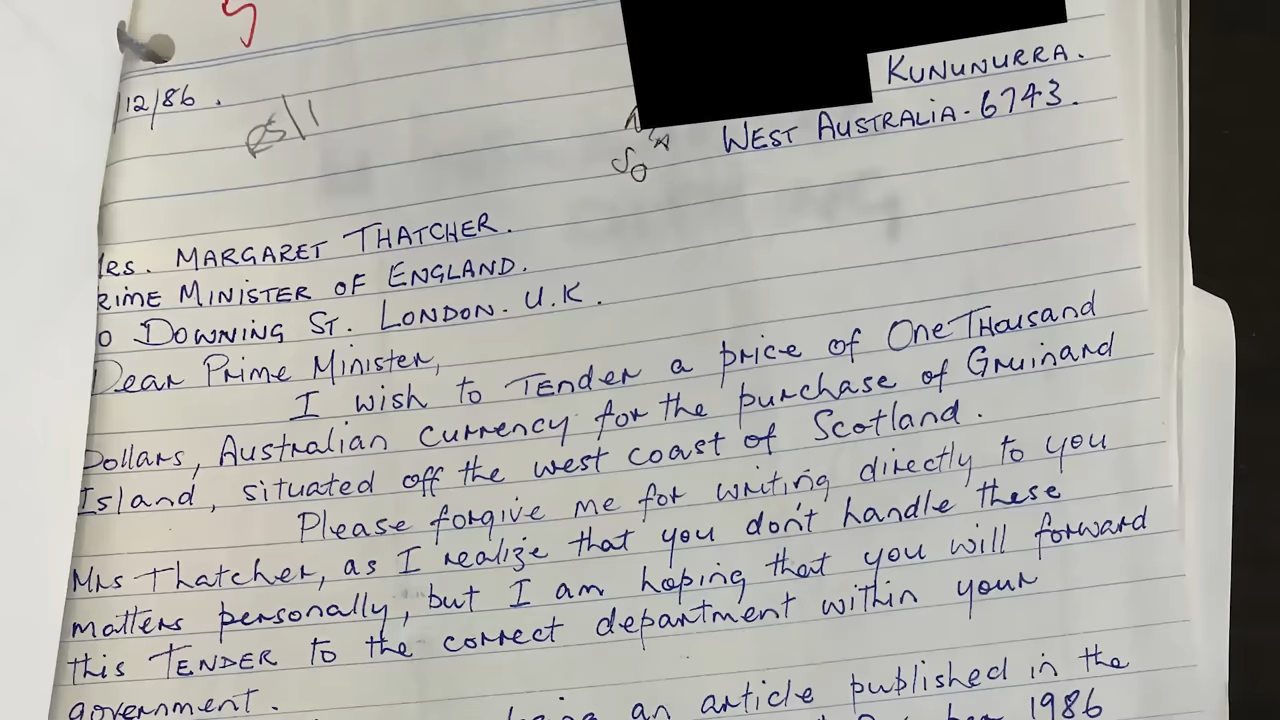 /12/86.
KUNUNURRA.
WEST AUSTRALIA. 6743.
MARGARET THATCHER.
MINISTER OF ENGLAND.
DOWNING ST. LONDON. U.K.
Dear Prime Minister,
I wish to TENDER a price of One Thousand
Dollars, Australian currency for the purchase of Gruinard
Island, situated off the west coast of Scotland.
Please forgive me for writing directly to you
Mrs Thatcher, as I realize that you don't handle these
matters personally, but I am hoping that you will forward
this TENDER to the correct department within your
government.
an article published in the
1986